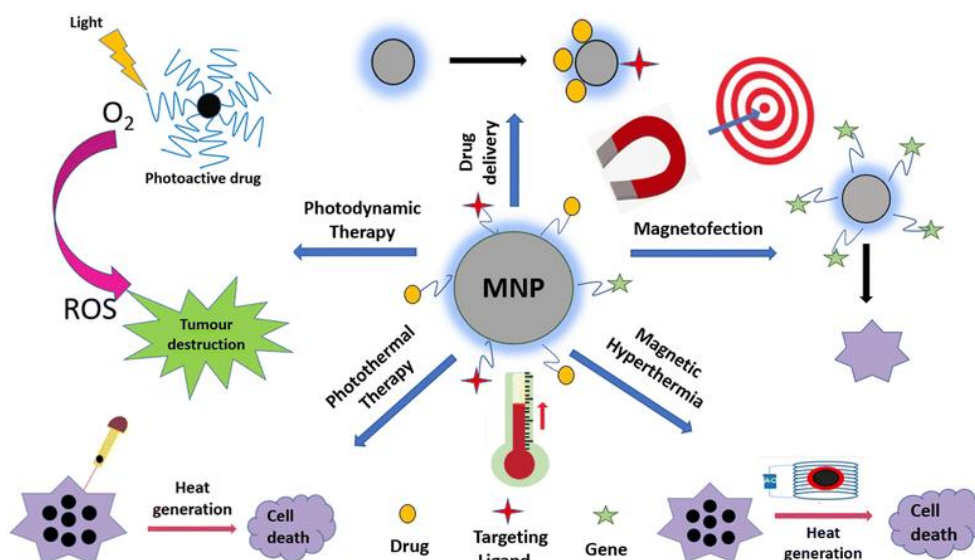 Light
O2
Photoactive drug
ROS
Tumour
destruction
Photodynamic
Therapy
Drug
delivery
Magnetofection
MNP
Photothermal
Therapy
Magnetic
Hyperthermia
Heat
generation
Cell
death
Drug
Targeting
Ligand
Gene
AC
Heat
generation
Cell
death